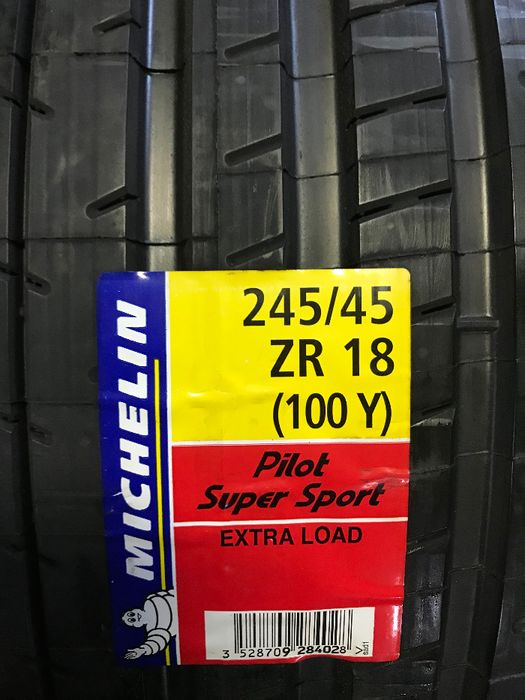 MICHELIN
245/45
ZR 18
(100 Y)
Pilot
Super Sport
EXTRA LOAD
3 528709 284028